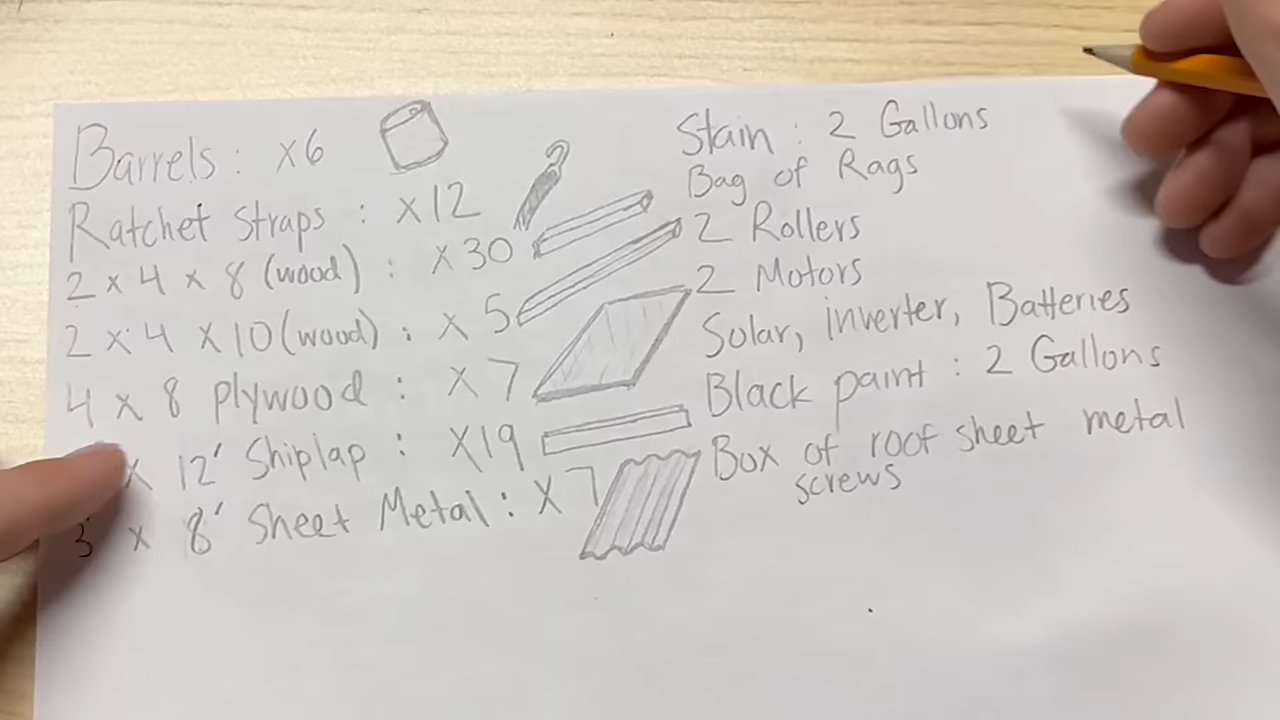 Barrels: x6
Ratchet Straps: x12
2 x 4 x 8 (wood): x 30
2 x 4 x 10 (wood): x 5
4 x 8 plywood: x 7
x 12' Shiplap: x19
3' x 8' Sheet Metal: x 7
Stain: 2 Gallons
Bag of Rags
2 Rollers
2 Motors
Solar, inverter, Batteries
Black paint: 2 Gallons
Box of roof sheet metal
screws